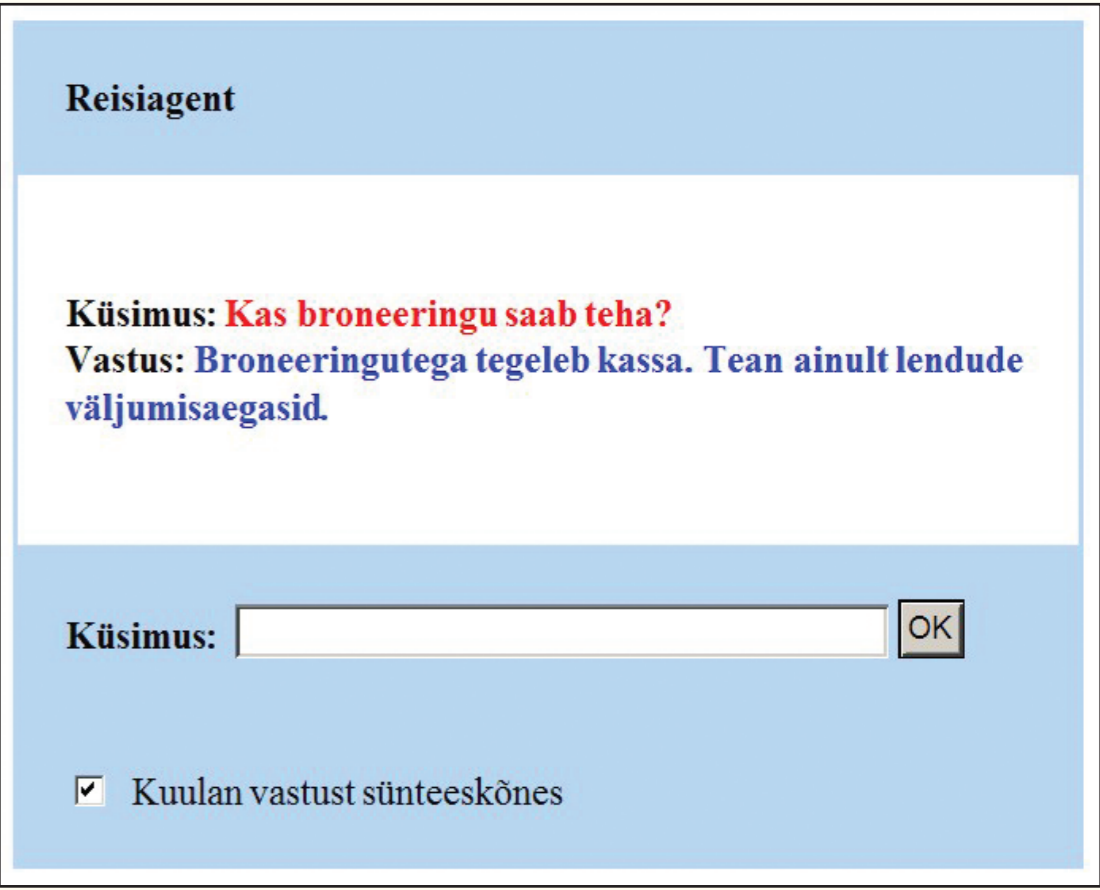 Reisiagent
Küsimus: Kas broneeringu saab teha?
Vastus: Broneeringutega tegeleb kassa. Tean ainult lendude
väljumisaegasid.
Küsimus: OK
Kuulan vastust sünteeskõnes